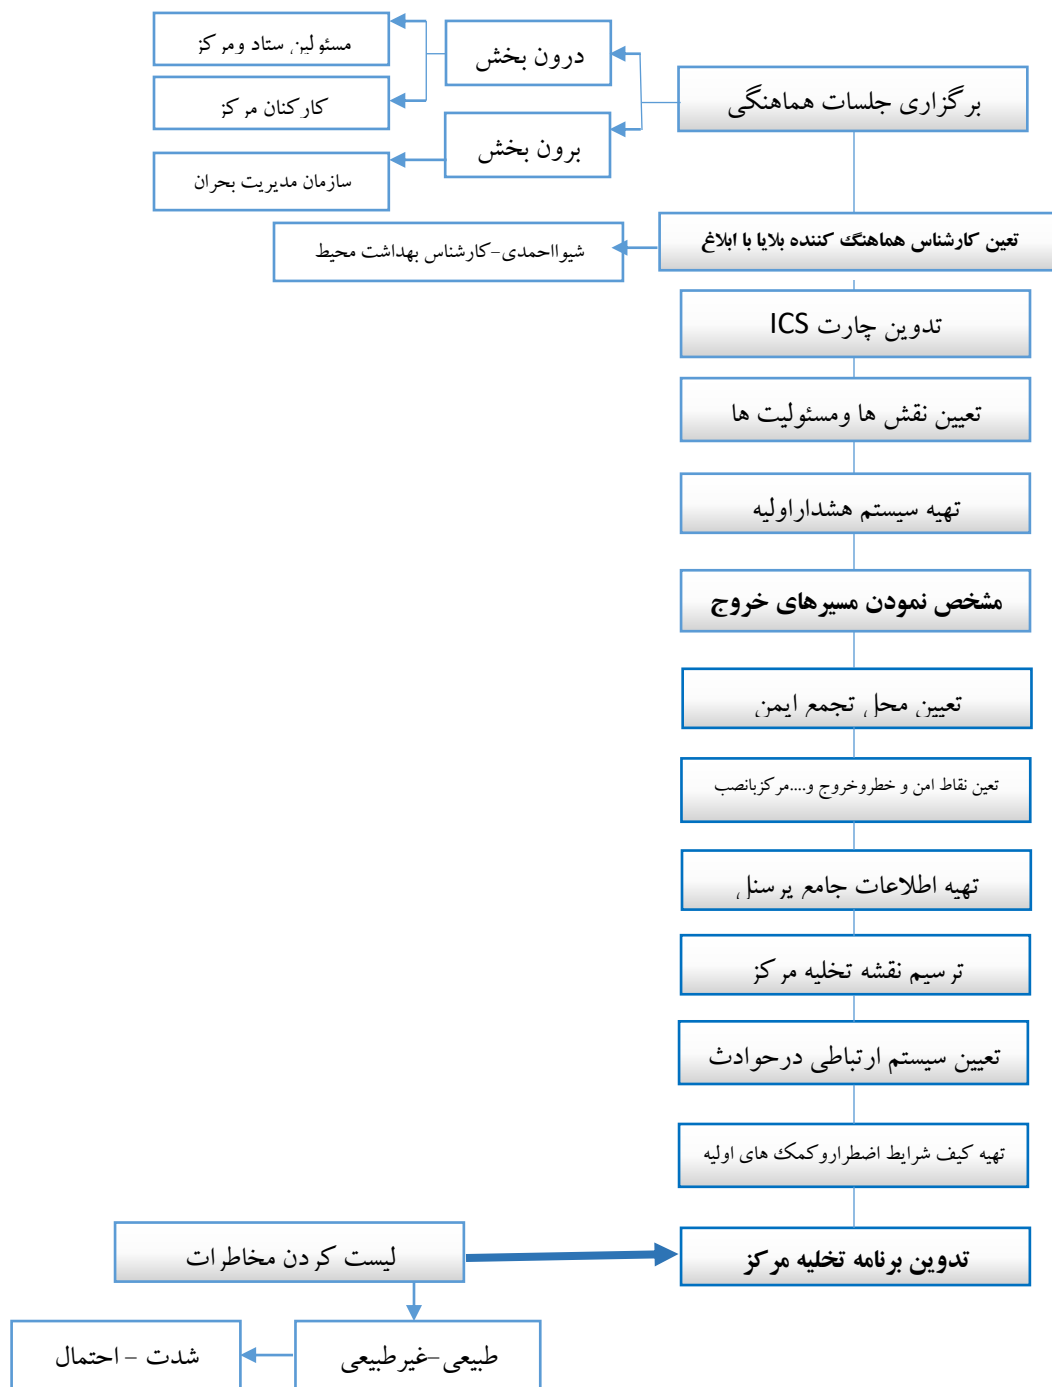 برگزاری جلسات هماهنگی
درون بخش
مسئولین ستاد ومرکز
کارکنان مرکز
برون بخش
سازمان مدیریت بحران
تعین کارشناس هماهنگ کننده بلایا با ابلاغ
شیوااحمدی-کارشناس بهداشت محیط
تدوین چارت ICS
تعیین نقش ها ومسئولیت ها
تهیه سیستم هشداراولیه
مشخص نمودن مسیرهای خروج
تعیین محل تجمع ایمن
تعین نقاط امن و خطروخروج و....مرکزبانصب
تهیه اطلاعات جامع پرسنل
ترسیم نقشه تخلیه مرکز
تعیین سیستم ارتباطی درحوادث
تهیه کیف شرایط اضطراروکمک های اولیه
تدوین برنامه تخلیه مرکز
لیست کردن مخاطرات
طبیعی-غیرطبیعی
شدت - احتمال